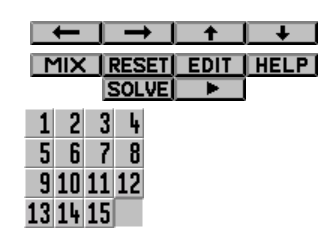 ← → ↑ ↓
MIX RESET EDIT HELP
SOLVE ►
1 2 3 4
5 6 7 8
9 10 11 12
13 14 15